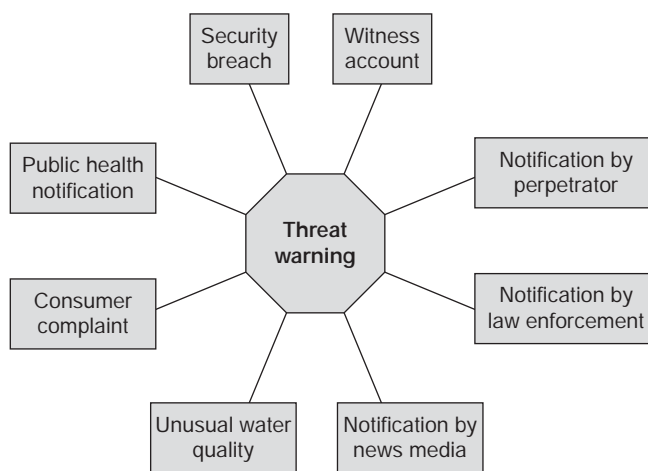 Security
breach
Witness
account
Public health
notification
Notification by
perpetrator
Threat
warning
Consumer
complaint
Notification by
law enforcement
Unusual water
quality
Notification by
news media